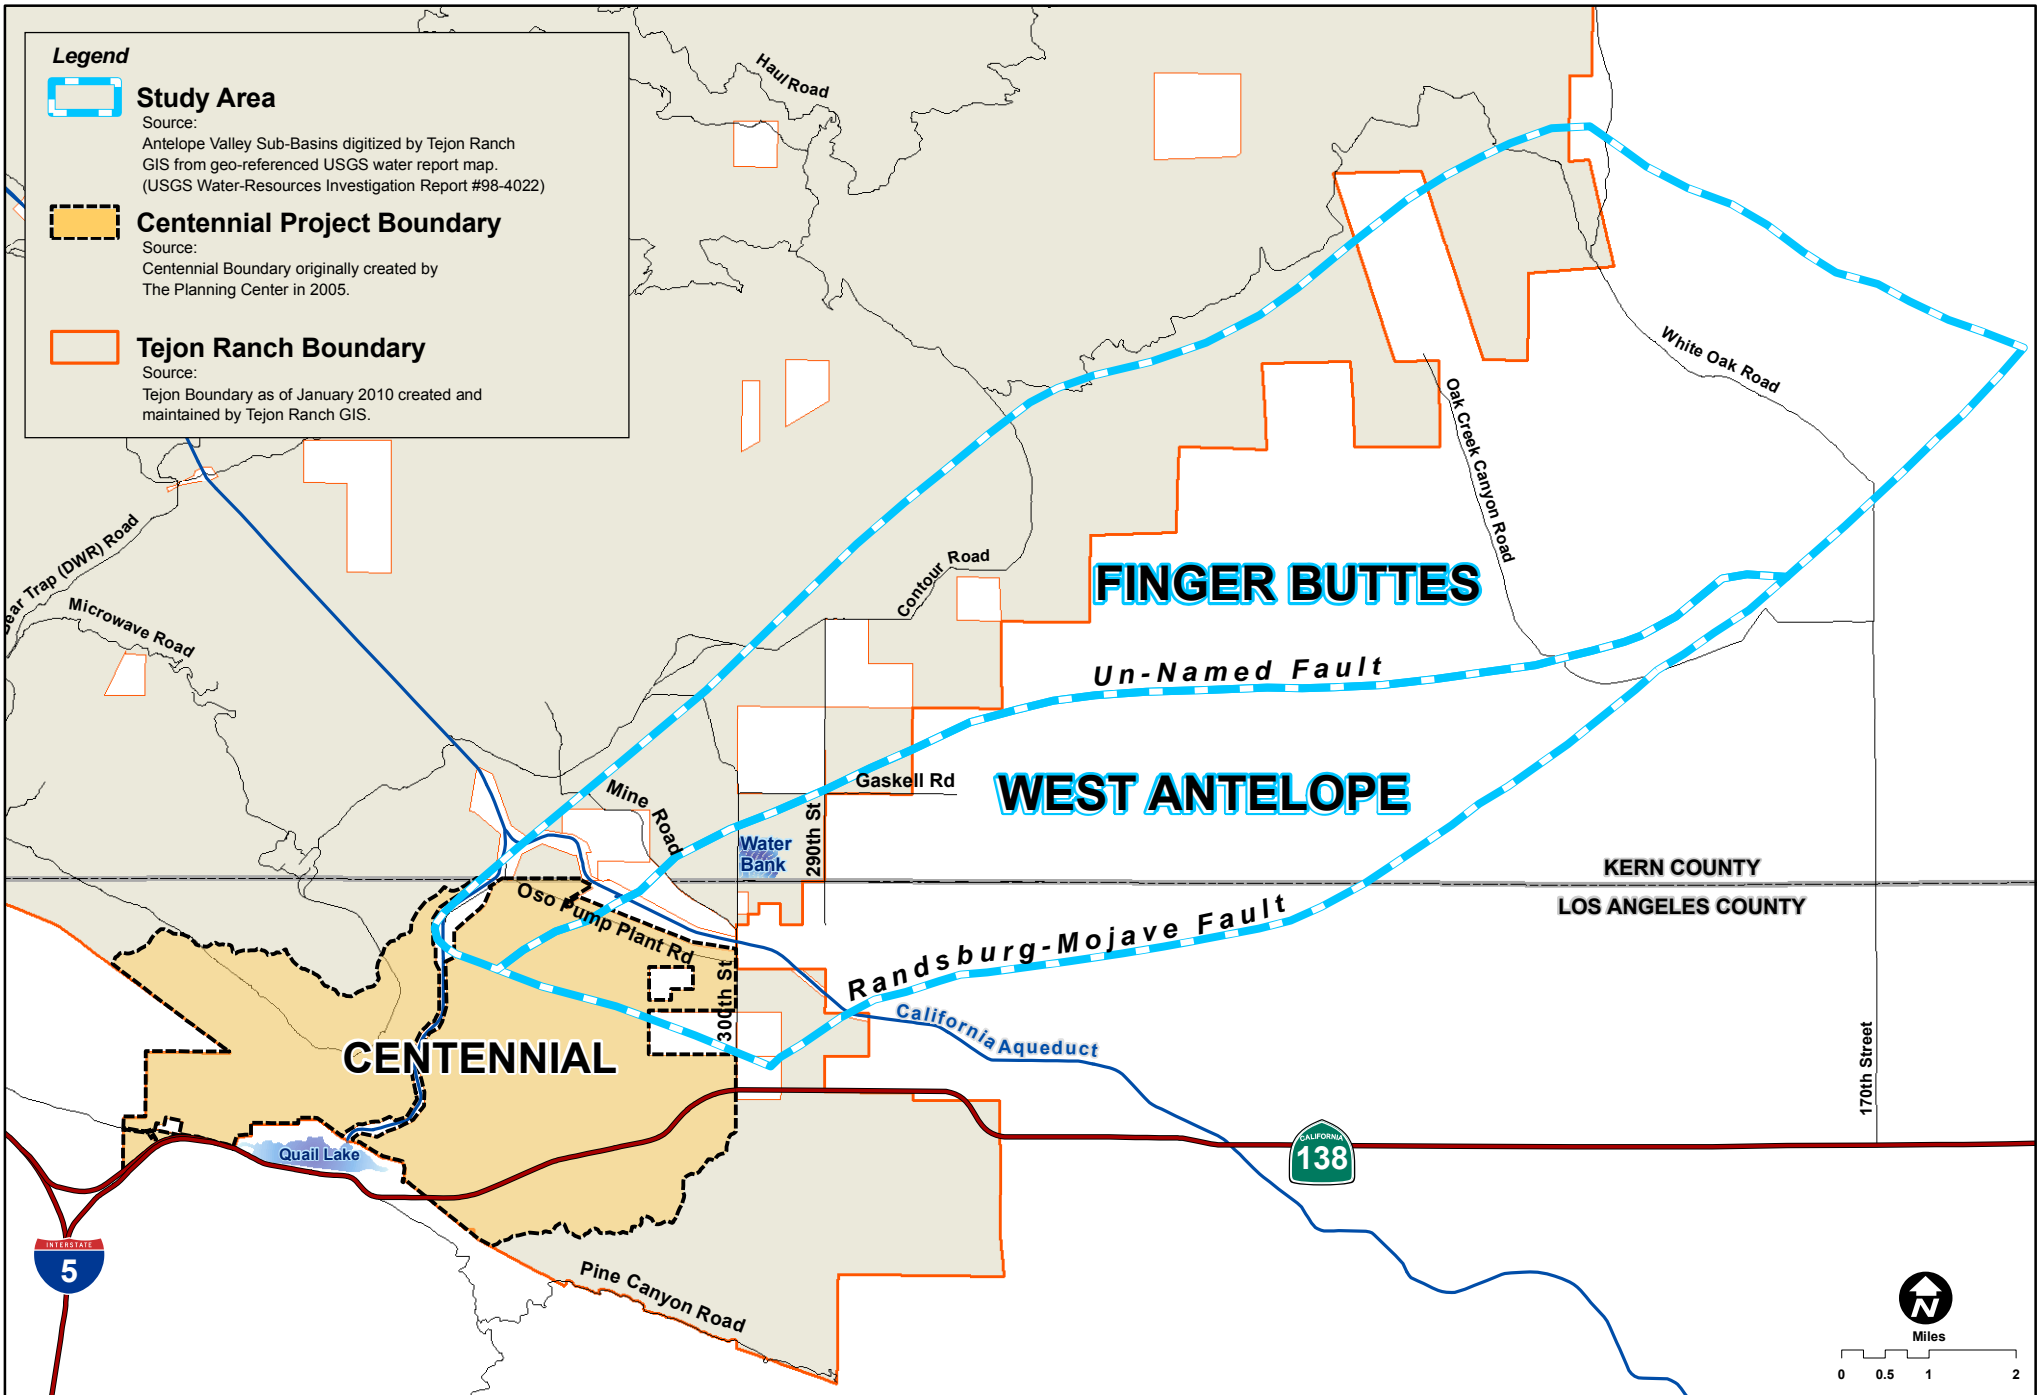 Legend
Study Area
Source:
Antelope Valley Sub-Basins digitized by Tejon Ranch
GIS from geo-referenced USGS water report map.
(USGS Water-Resources Investigation Report #98-4022)
Centennial Project Boundary
Source:
Centennial Boundary originally created by
The Planning Center in 2005.
Tejon Ranch Boundary
Source:
Tejon Boundary as of January 2010 created and
maintained by Tejon Ranch GIS.
Haul Road
White Oak Road
Oak Creek Canyon Road
Bear Trap (DWR) Road
Microwave Road
Contour Road
FINGER BUTTES
Un-Named Fault
Gaskell Rd
WEST ANTELOPE
Mine Road
290th St
Water
Bank
KERN COUNTY
LOS ANGELES COUNTY
Oso Pump Plant Rd
Randsburg-Mojave Fault
300th St
California Aqueduct
CENTENNIAL
170th Street
Quail Lake
CALIFORNIA
138
INTERSTATE
5
Pine Canyon Road
N
Miles
0 0.5 1 2